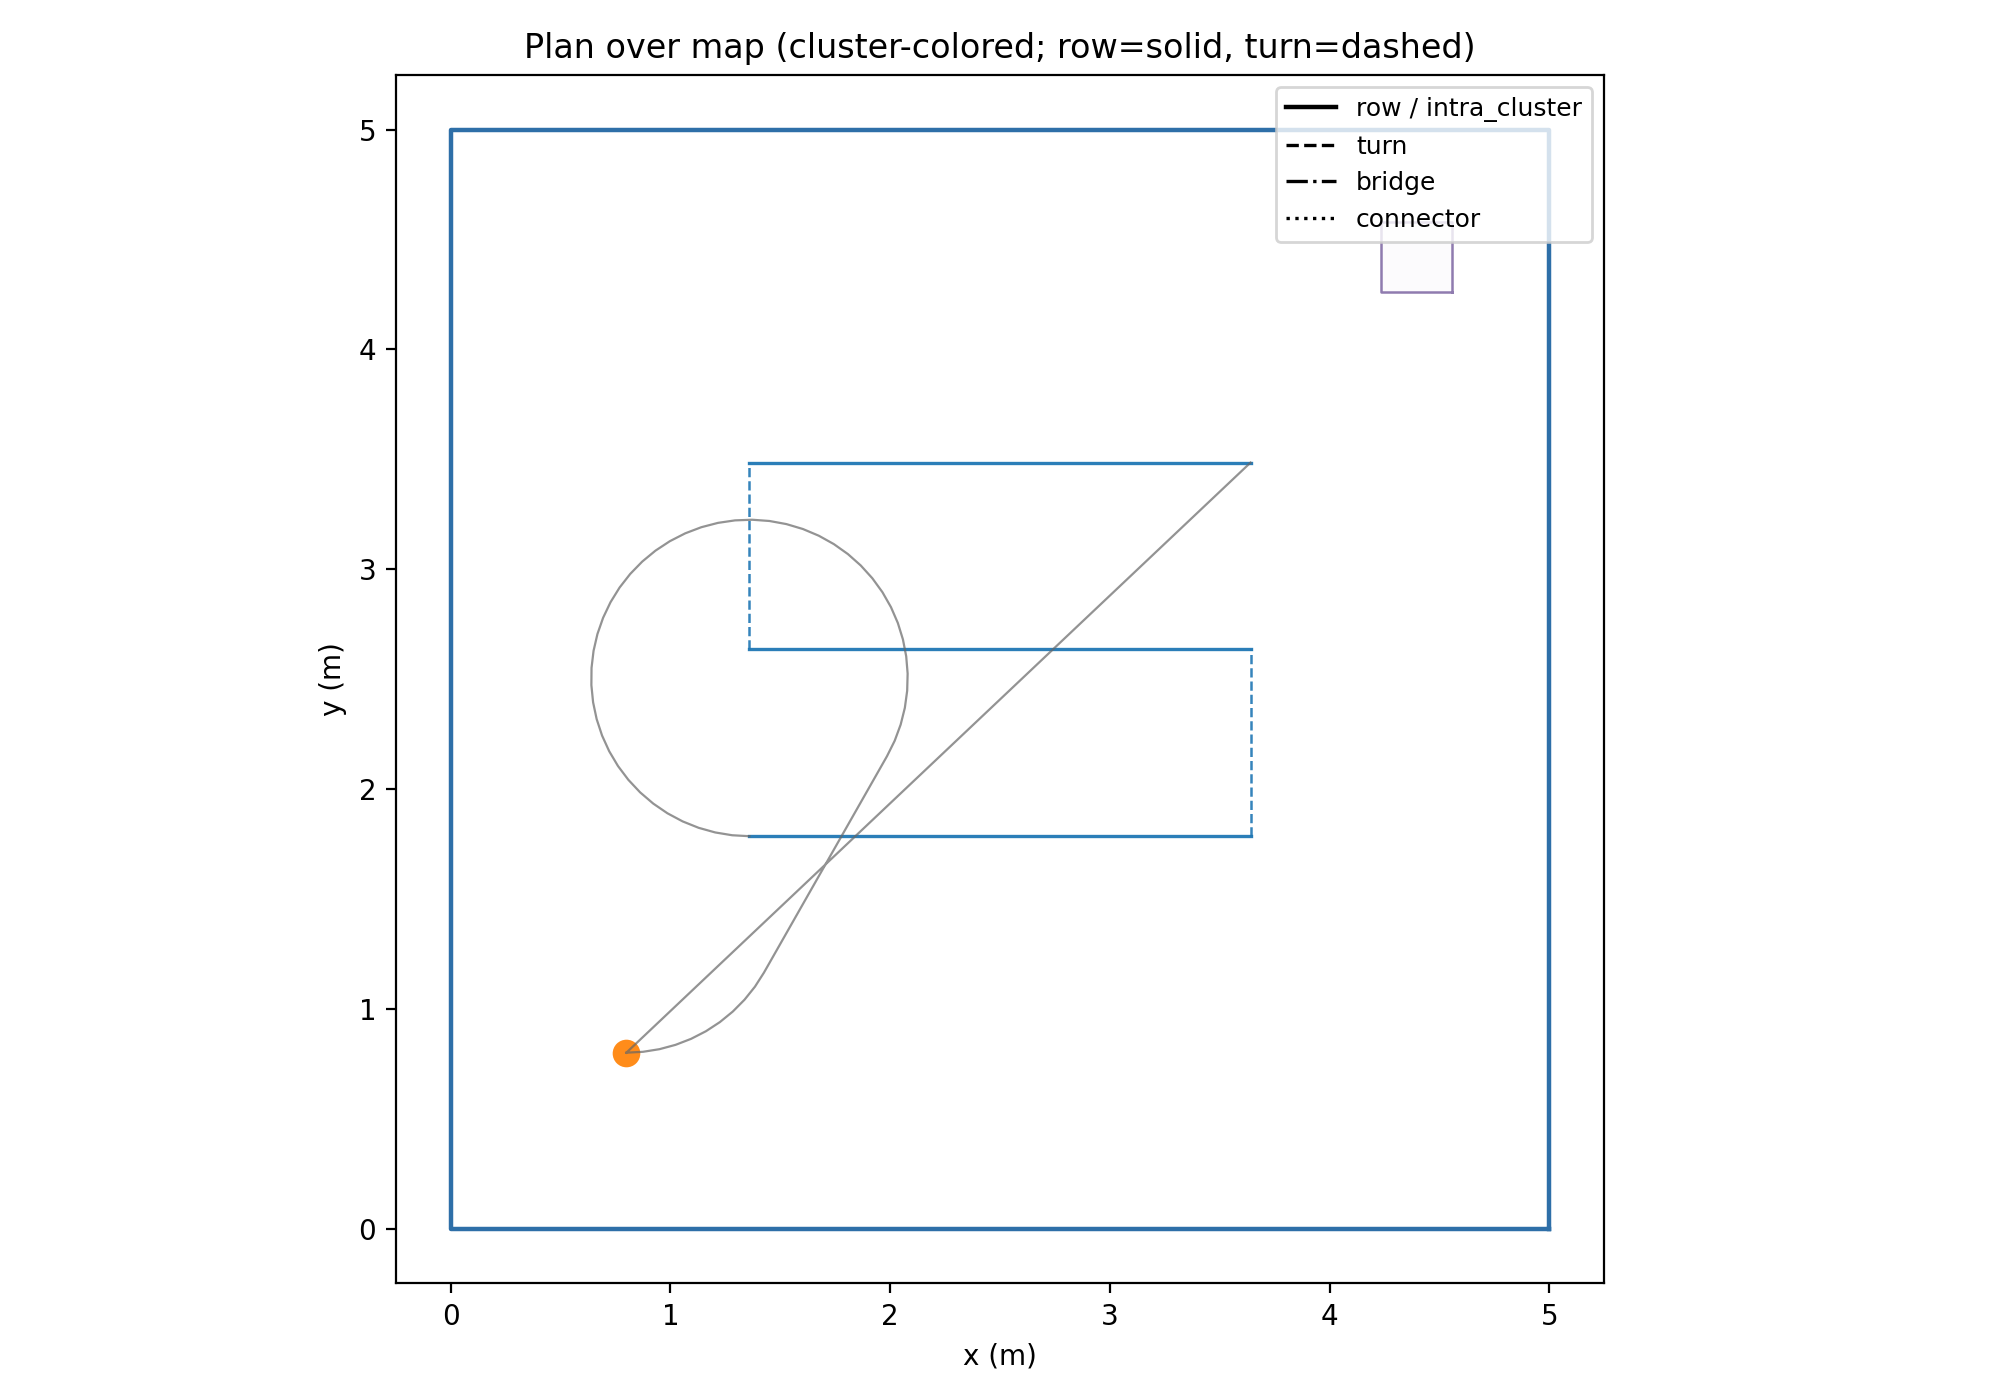 Plan over map (cluster-colored; row=solid, turn=dashed)
row / intra_cluster
turn
bridge
connector
5
4
3
2
1
0
y (m)
0 1 2 3 4 5
x (m)